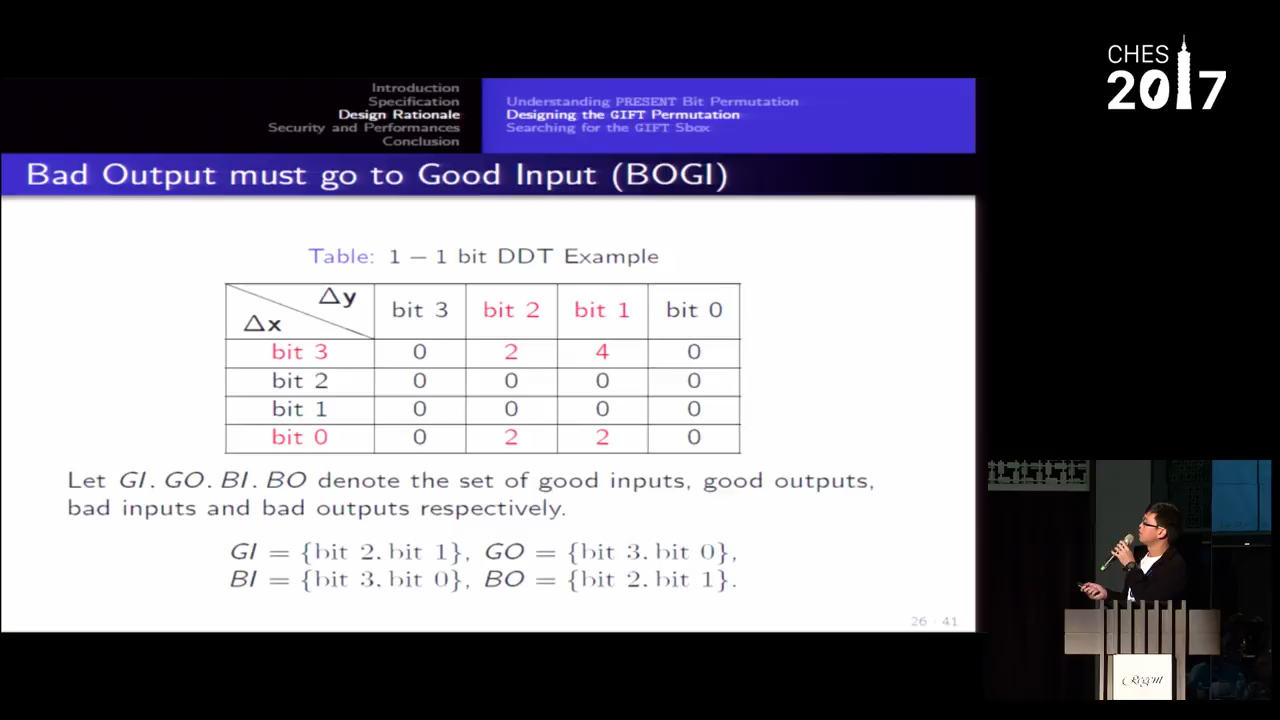 CHES
2017
Introduction
Specification
Design Rationale
Security and Performances
Conclusion
Understanding PRESENT Bit Permutation
Designing the GIFT Permutation
Searching for the GIFT Sbox
Bad Output must go to Good Input (BOGI)
Table: 1 − 1 bit DDT Example
Δy
Δx
bit 3 bit 2 bit 1 bit 0
bit 3 0 2 4 0
bit 2 0 0 0 0
bit 1 0 0 0 0
bit 0 0 2 2 0
Let GI, GO, BI, BO denote the set of good inputs, good outputs,
bad inputs and bad outputs respectively.
GI = {bit 2, bit 1}, GO = {bit 3, bit 0},
BI = {bit 3, bit 0}, BO = {bit 2, bit 1}.
26 / 41
Regent